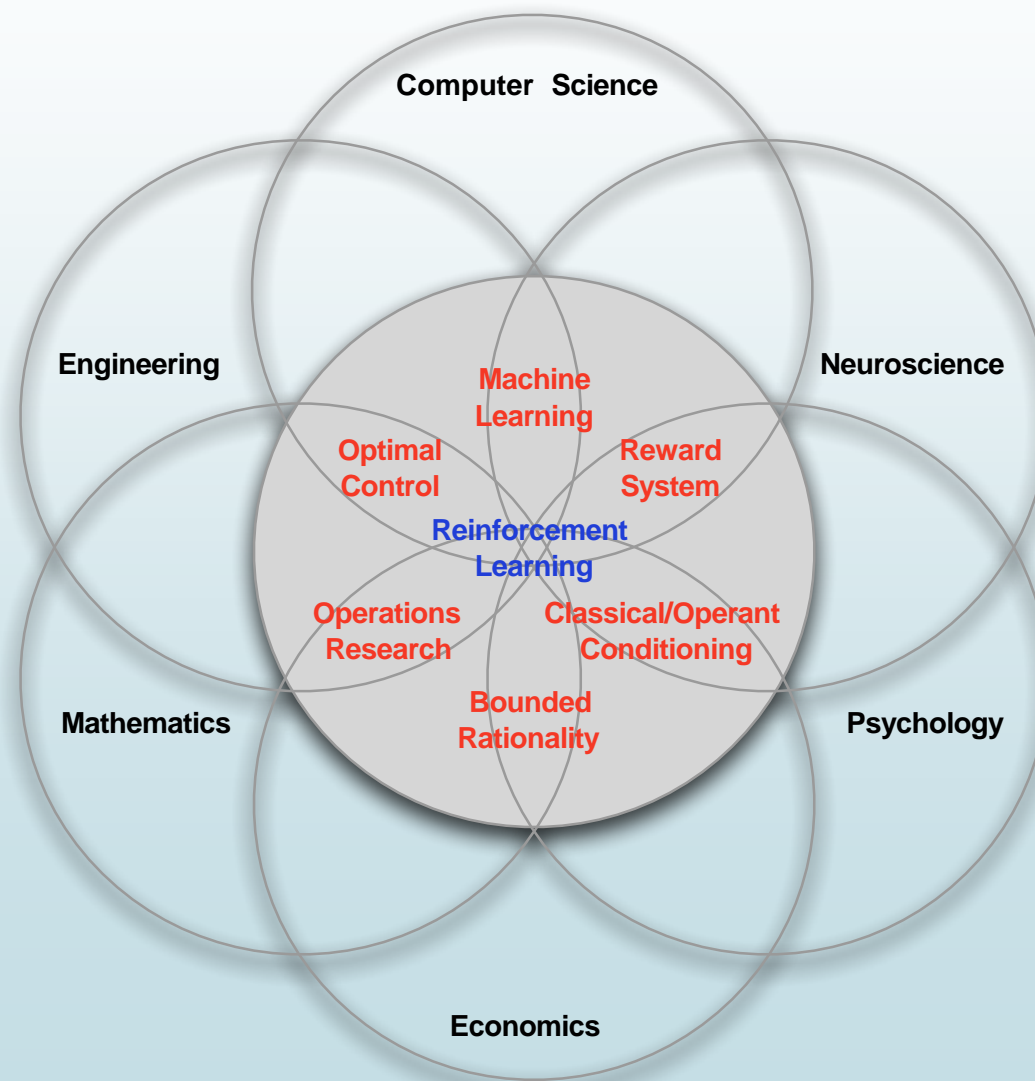 Computer Science
Engineering
Neuroscience
Machine
Learning
Optimal
Control
Reward
System
Reinforcement
Learning
Operations
Research
Classical/Operant
Conditioning
Bounded
Rationality
Mathematics
Psychology
Economics